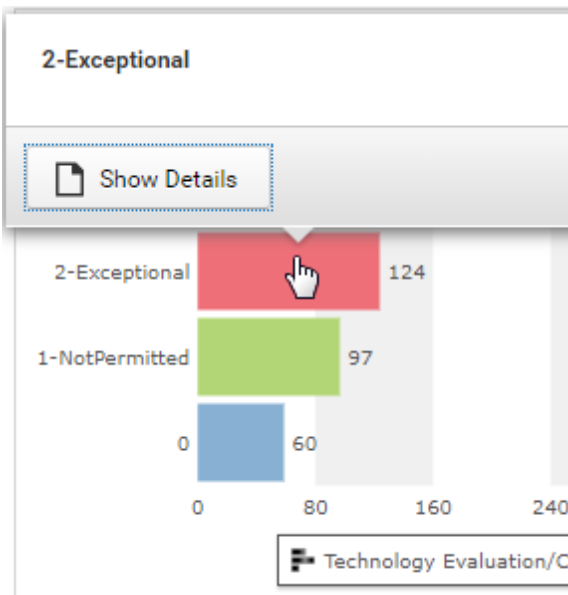 2-Exceptional
Show Details
2-Exceptional 124
1-NotPermitted 97
0 60
0 80 160 240
Technology Evaluation/